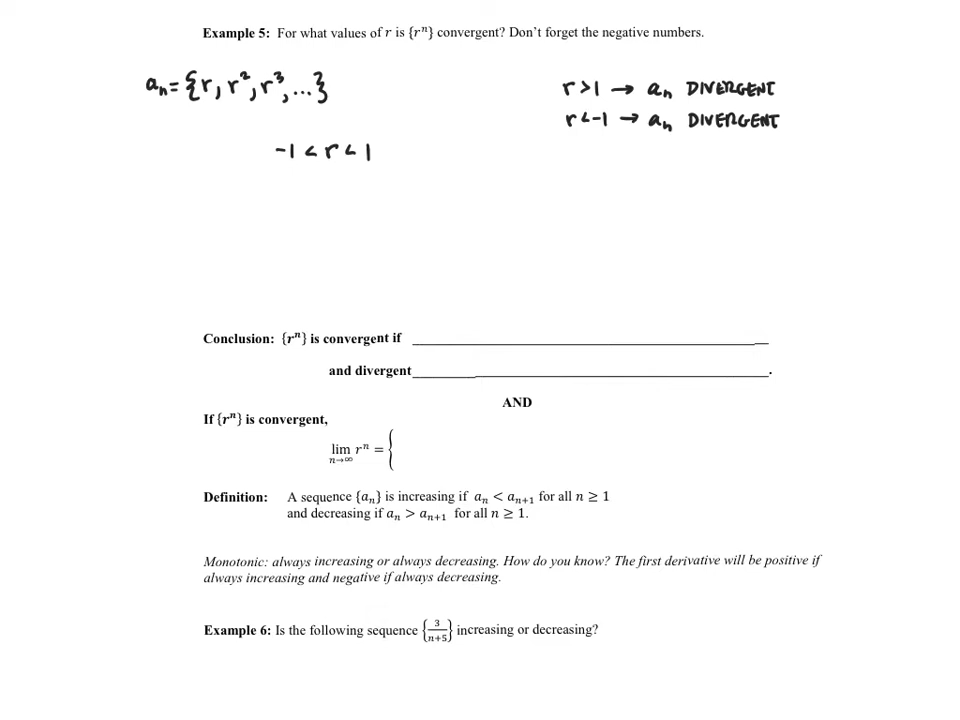 Example 5: For what values of r is {rⁿ} convergent? Don't forget the negative numbers.
aₙ = {r, r², r³, ...}
r > 1 → aₙ DIVERGENT
r < -1 → aₙ DIVERGENT
-1 < r < 1
Conclusion: {rⁿ} is convergent if ____________
and divergent ____________.
AND
If {rⁿ} is convergent,
lim n→∞ rⁿ = {
Definition: A sequence {aₙ} is increasing if aₙ < aₙ₊₁ for all n ≥ 1
and decreasing if aₙ > aₙ₊₁ for all n ≥ 1.
Monotonic: always increasing or always decreasing. How do you know? The first derivative will be positive if
always increasing and negative if always decreasing.
Example 6: Is the following sequence {3/(n+5)} increasing or decreasing?